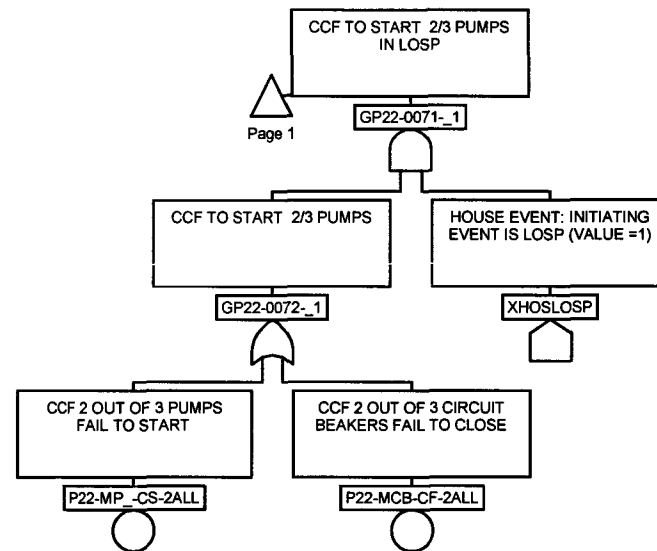 CCF TO START 2/3 PUMPS
IN LOSP
Page 1
GP22-0071-_1
CCF TO START 2/3 PUMPS
HOUSE EVENT: INITIATING
EVENT IS LOSP (VALUE =1)
GP22-0072-_1
XHOSLOSP
CCF 2 OUT OF 3 PUMPS
FAIL TO START
CCF 2 OUT OF 3 CIRCUIT
BEAKERS FAIL TO CLOSE
P22-MP_-CS-2ALL
P22-MCB-CF-2ALL